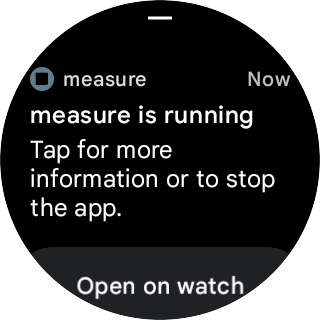 measure Now
measure is running
Tap for more
information or to stop
the app.
Open on watch